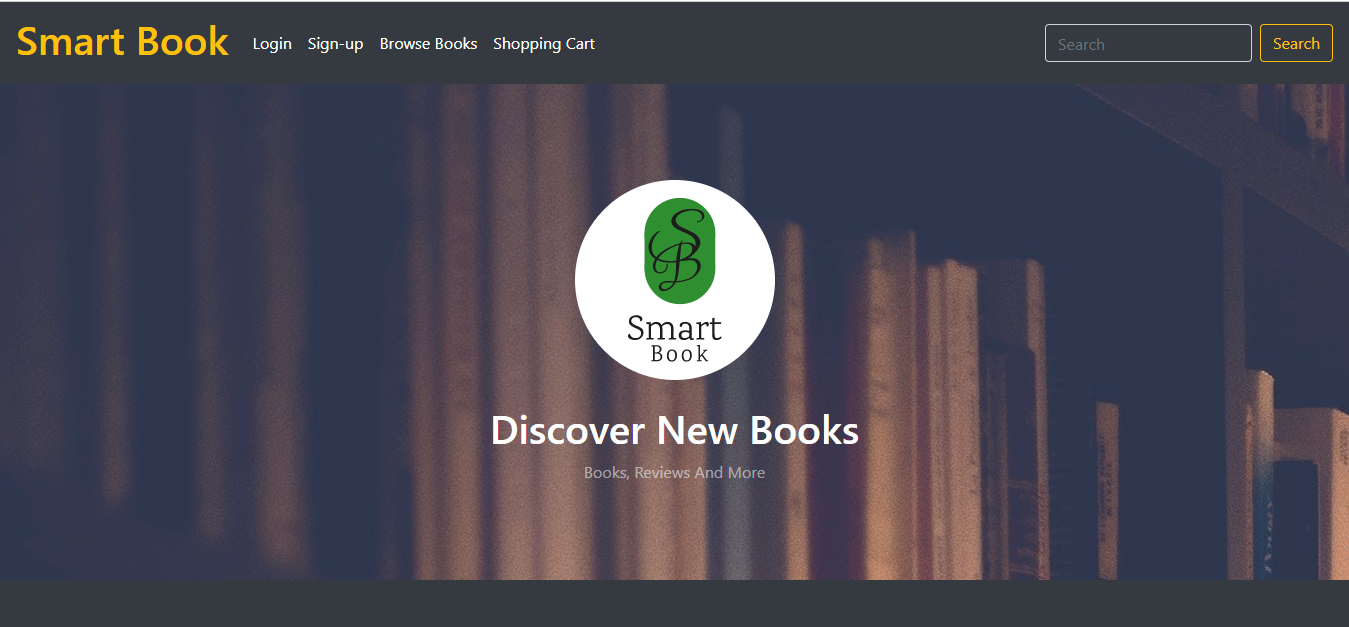 Smart Book Login Sign-up Browse Books Shopping Cart Search Search
SB
Smart
Book
Discover New Books
Books, Reviews And More